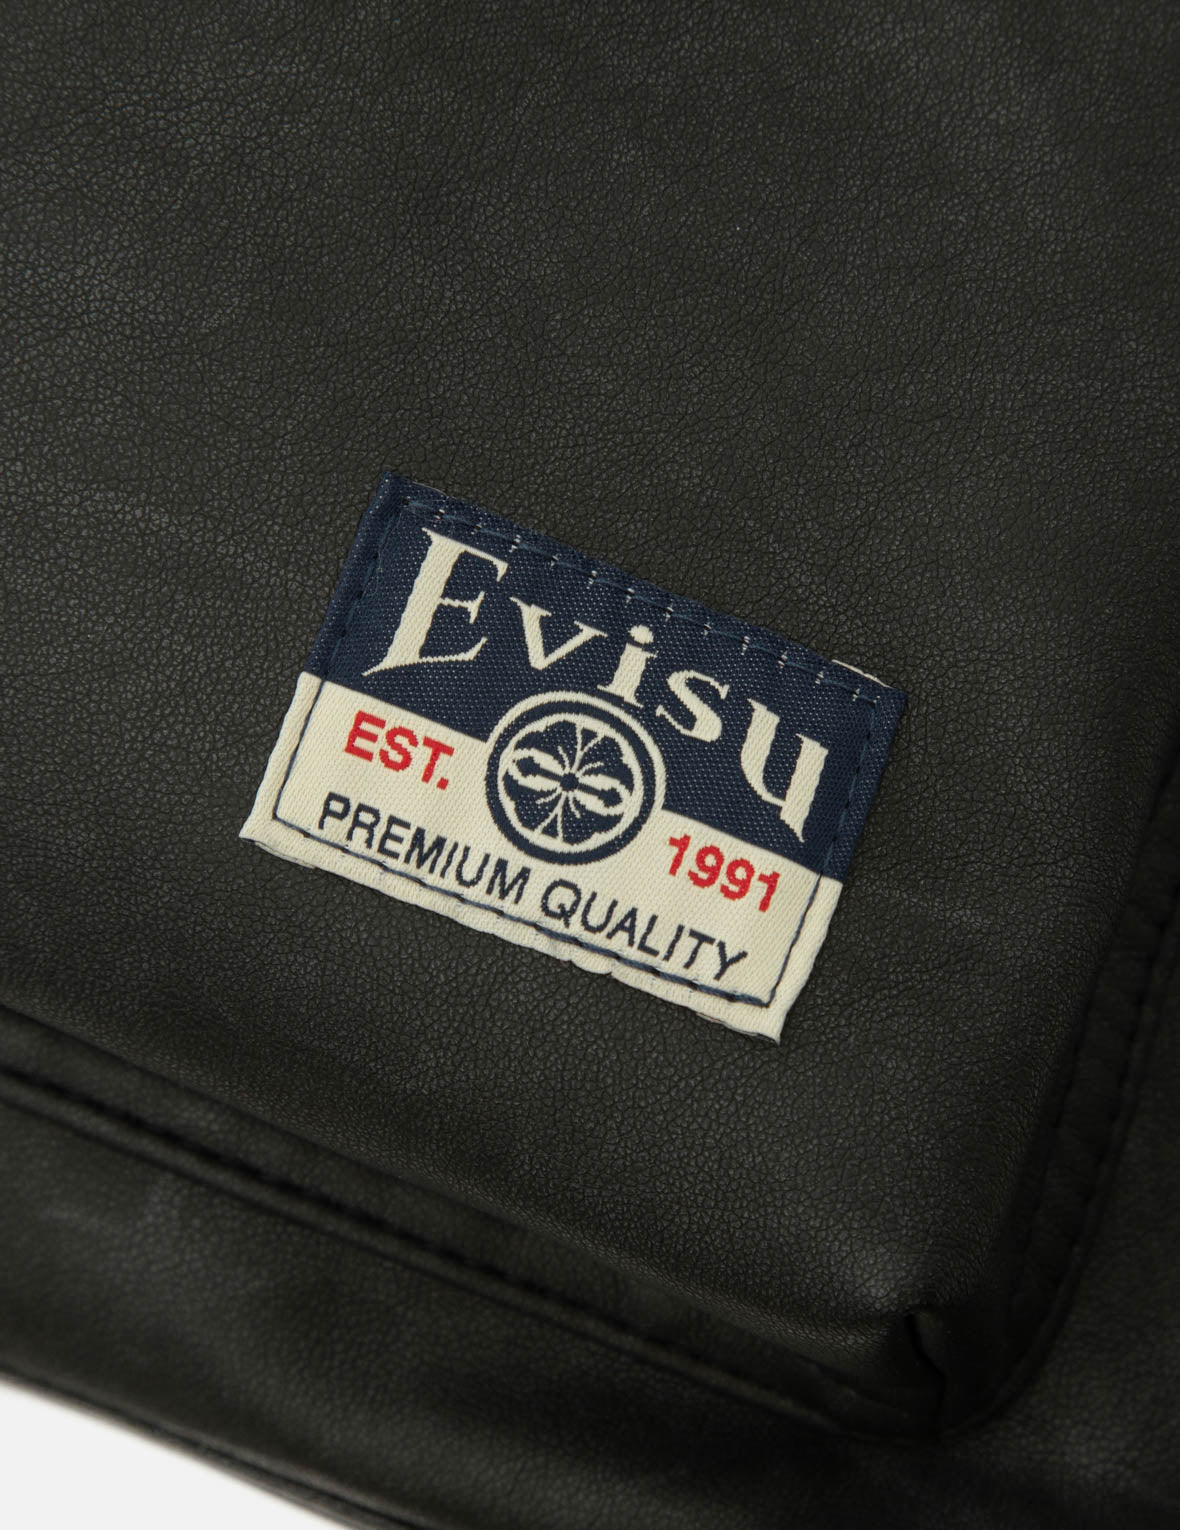 Evisu
EST. 1991
PREMIUM QUALITY